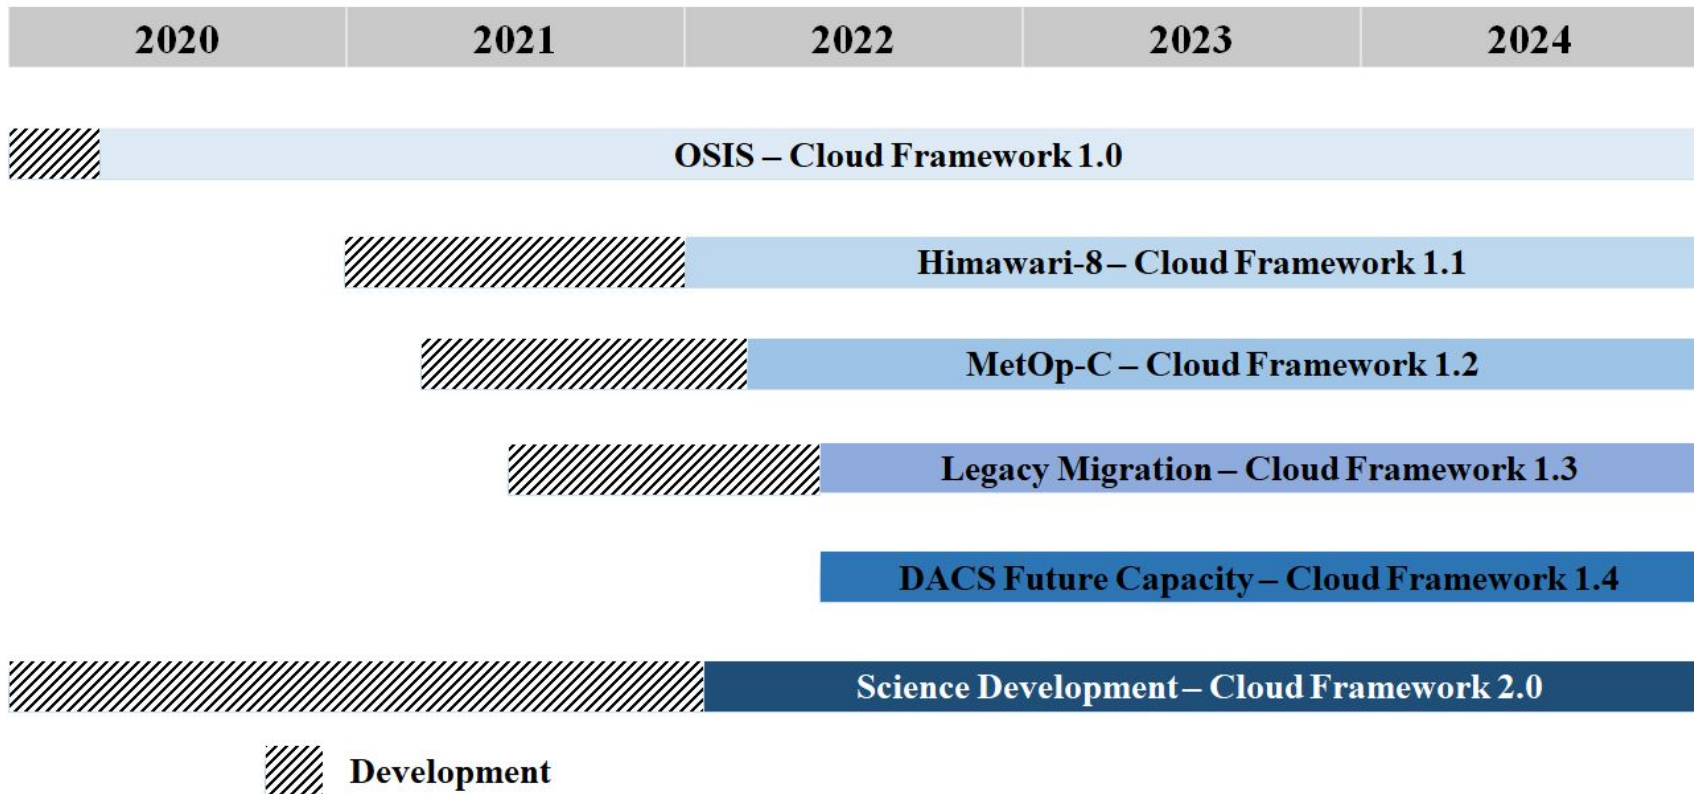 2020 2021 2022 2023 2024
OSIS – Cloud Framework 1.0
Himawari-8 – Cloud Framework 1.1
MetOp-C – Cloud Framework 1.2
Legacy Migration – Cloud Framework 1.3
DACS Future Capacity – Cloud Framework 1.4
Science Development – Cloud Framework 2.0
Development